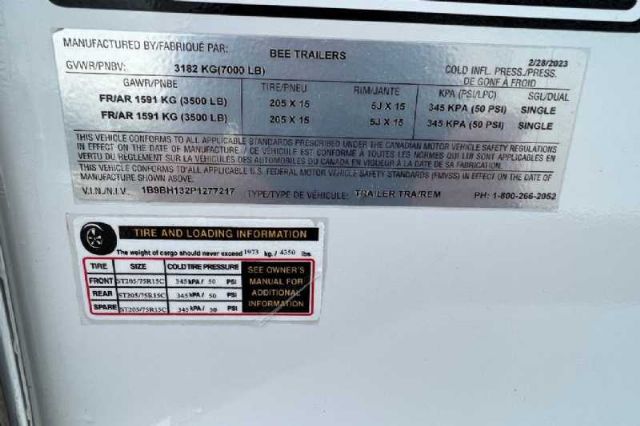 MANUFACTURED BY/FABRIQUÉ PAR: BEE TRAILERS 2/28/2023
GVWR/PNBV: 3182 KG(7000 LB) COLD INFL. PRESS./PRESS. DE GONF À FROID
GAWR/PNBE TIRE/PNEU RIM/JANTE KPA (PSI/LPC) SGL/DUAL
FR/AR 1591 KG (3500 LB) 205 X 15 5J X 15 345 KPA (50 PSI) SINGLE
FR/AR 1591 KG (3500 LB) 205 X 15 5J X 15 345 KPA (50 PSI) SINGLE
THIS VEHICLE CONFORMS TO ALL APPLICABLE STANDARDS PRESCRIBED UNDER THE CANADIAN MOTOR VEHICLE SAFETY REGULATIONS
IN EFFECT ON THE DATE OF MANUFACTURE / CE VÉHICULE EST CONFORME À TOUTES LES NORMES QUI LUI SONT APPLICABLES EN
VERTU DU RÈGLEMENT SUR LA SÉCURITÉ DES VÉHICULES AUTOMOBILES DU CANADA EN VIGUEUR À LA DATE DE SA FABRICATION.
THIS VEHICLE CONFORMS TO ALL APPLICABLE U.S. FEDERAL MOTOR VEHICLE SAFETY STANDARDS (FMVSS) IN EFFECT ON THE DATE OF
MANUFACTURE SHOWN ABOVE.
V.I.N./N.I.V. 1B9BH132P1277217 TYPE/TYPE DE VÉHICULE: TRAILER TRA/REM PH: 1-800-266-2052
TIRE AND LOADING INFORMATION
The weight of cargo should never exceed 1973 kg. / 4350 lbs
TIRE SIZE COLD TIRE PRESSURE SEE OWNER'S MANUAL FOR ADDITIONAL INFORMATION
FRONT ST205/75R15C 345 kPA / 50 PSI
REAR ST205/75R15C 345 kPA / 50 PSI
SPARE ST205/75R15C 345 kPA / 50 PSI